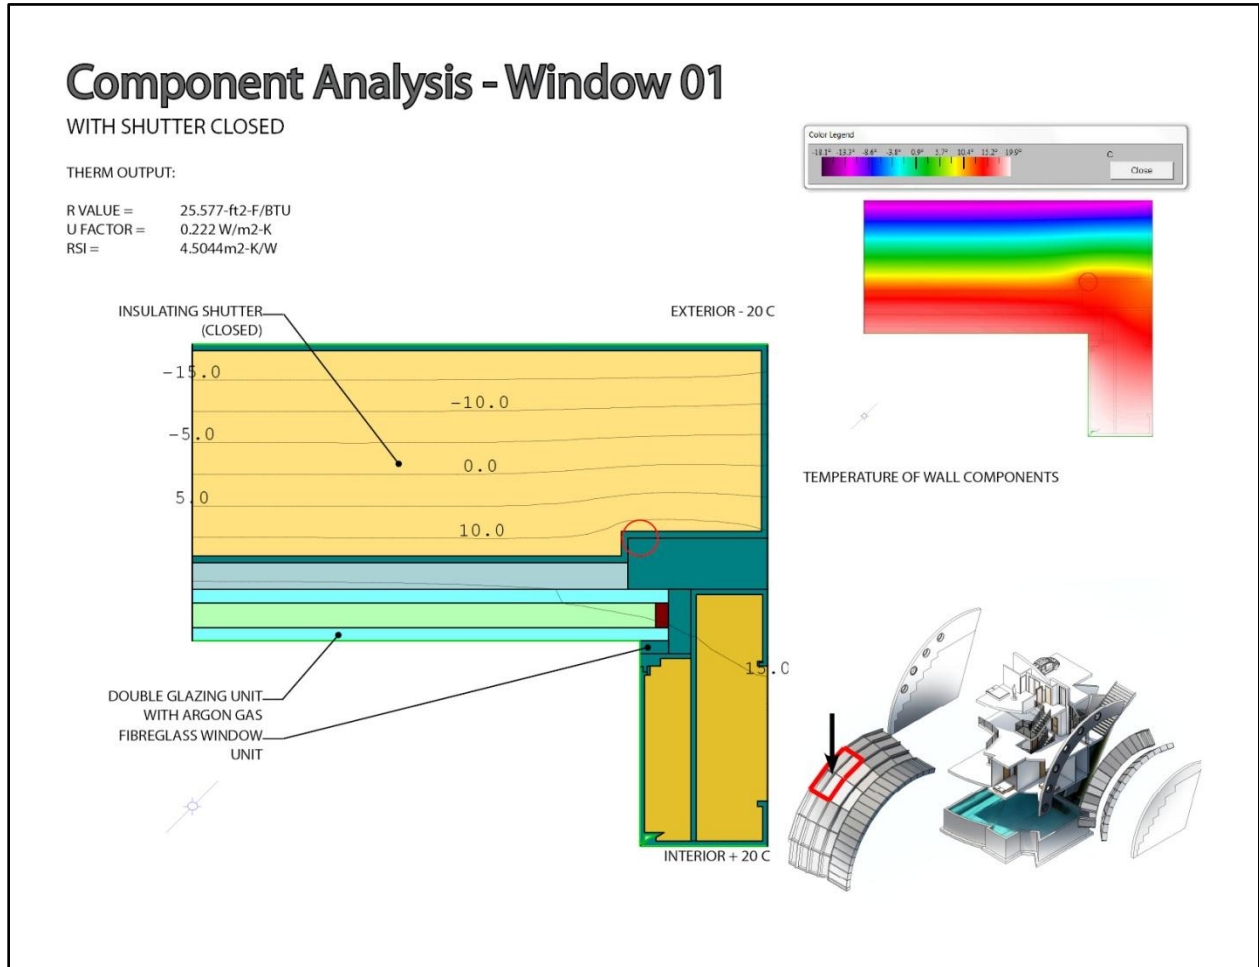 Component Analysis - Window 01
WITH SHUTTER CLOSED
THERM OUTPUT:
R VALUE = 25.577-ft2-F/BTU
U FACTOR = 0.222 W/m2-K
RSI = 4.5044m2-K/W
Color Legend
-18.1° -13.3° -8.6° -3.8° 0.9° 5.7° 10.4° 15.2° 19.9°
C
Close
INSULATING SHUTTER
(CLOSED)
EXTERIOR - 20 C
-15.0
-10.0
-5.0
0.0
5.0
10.0
15.0
TEMPERATURE OF WALL COMPONENTS
DOUBLE GLAZING UNIT
WITH ARGON GAS
FIBREGLASS WINDOW
UNIT
INTERIOR + 20 C